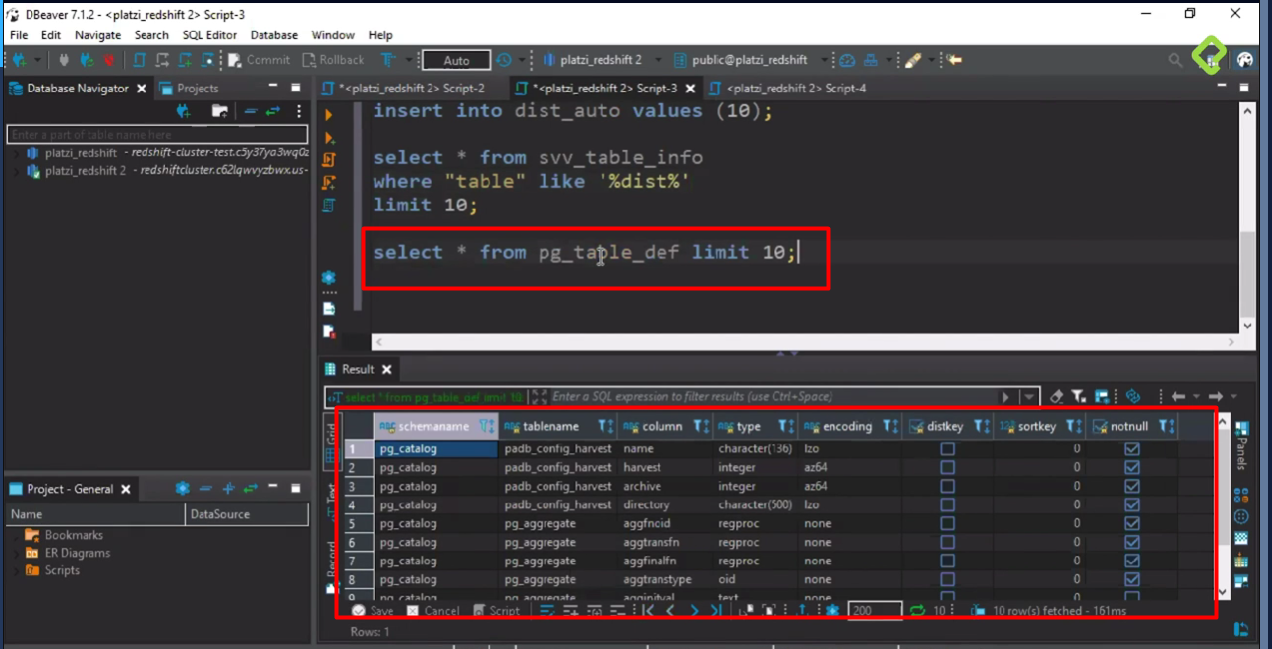 DBeaver 7.1.2 - <platzi_redshift 2> Script-3
File Edit Navigate Search SQL Editor Database Window Help
Commit Rollback Auto platzi_redshift 2 public@platzi_redshift
Database Navigator Projects
*<platzi_redshift 2> Script-2 *<platzi_redshift 2> Script-3 <platzi_redshift 2> Script-4
Enter a part of table name here
platzi_redshift - redshift-cluster-test.c5y37ya3wq0z
platzi_redshift 2 - redshiftcluster.c62lqwvyzbwx.us-
insert into dist_auto values (10);
select * from svv_table_info
where "table" like '%dist%'
limit 10;
select * from pg_table_def limit 10;
Project - General
Name DataSource
Bookmarks
ER Diagrams
Scripts
Result
select * from pg_table_def limit 10 Enter a SQL expression to filter results (use Ctrl+Space)
Grid
Text
Record
Panels
schemaname tablename column type encoding distkey sortkey notnull
1 pg_catalog padb_config_harvest name character(136) lzo 0
2 pg_catalog padb_config_harvest harvest integer az64 0
3 pg_catalog padb_config_harvest archive integer az64 0
4 pg_catalog padb_config_harvest directory character(500) lzo 0
5 pg_catalog pg_aggregate aggfncid regproc none 0
6 pg_catalog pg_aggregate aggtransfn regproc none 0
7 pg_catalog pg_aggregate aggfinalfn regproc none 0
8 pg_catalog pg_aggregate aggtranstype oid none 0
9 pg_catalog pg_aggregate agginitval text none 0
Save Cancel Script 200 10 10 row(s) fetched - 161ms
Rows: 1